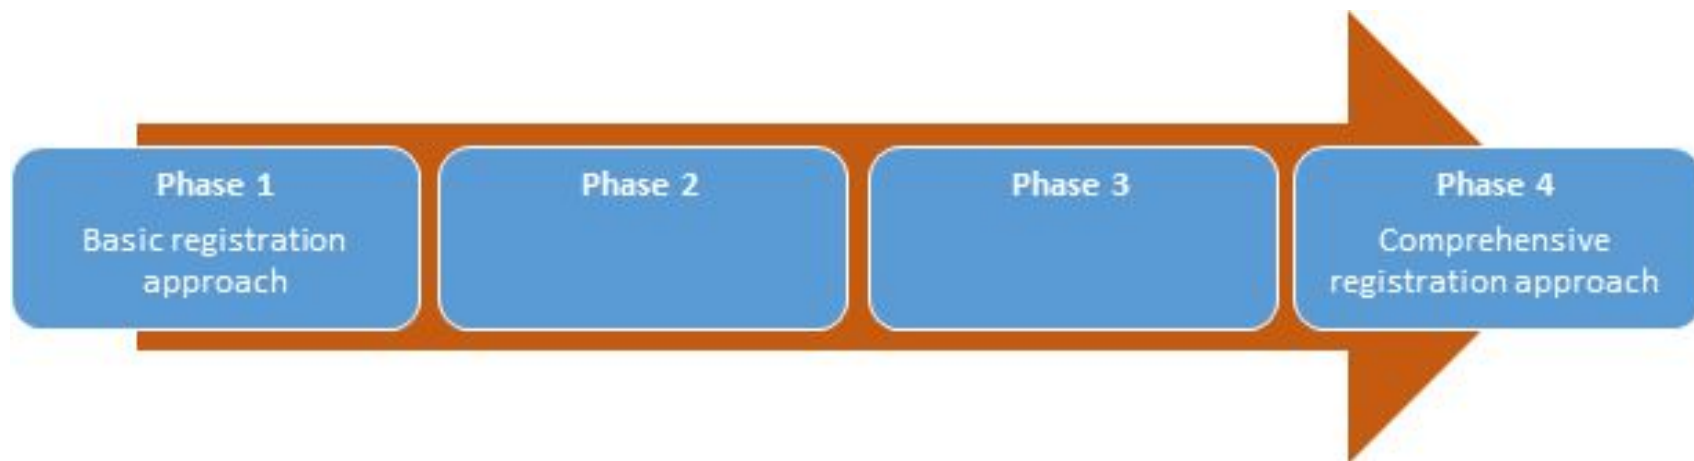 Phase 1
Basic registration
approach
Phase 2
Phase 3
Phase 4
Comprehensive
registration approach